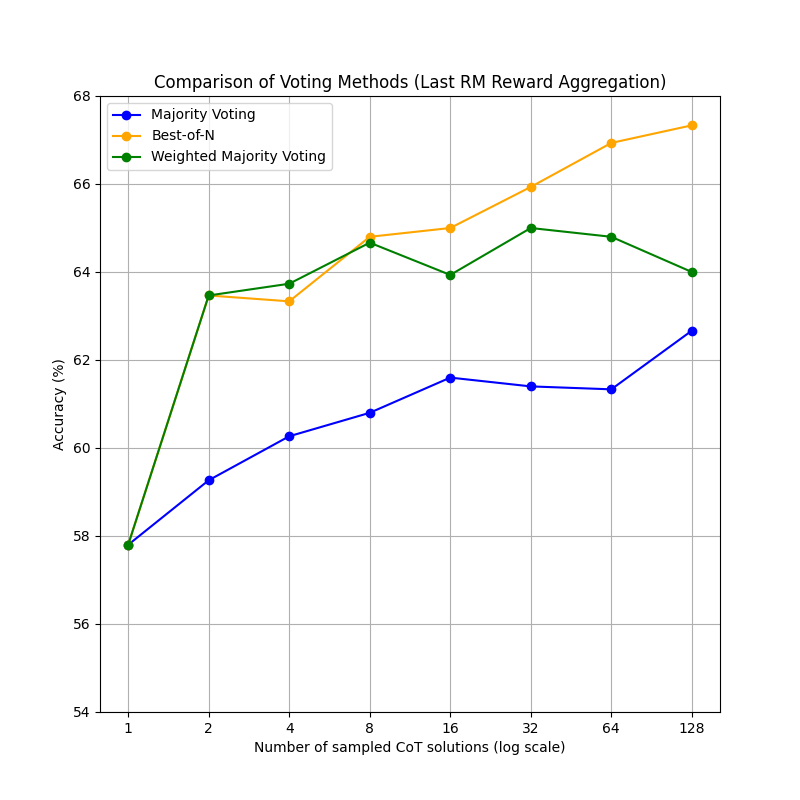 Comparison of Voting Methods (Last RM Reward Aggregation)
Majority Voting
Best-of-N
Weighted Majority Voting
Accuracy (%)
68
66
64
62
60
58
56
54
1 2 4 8 16 32 64 128
Number of sampled CoT solutions (log scale)